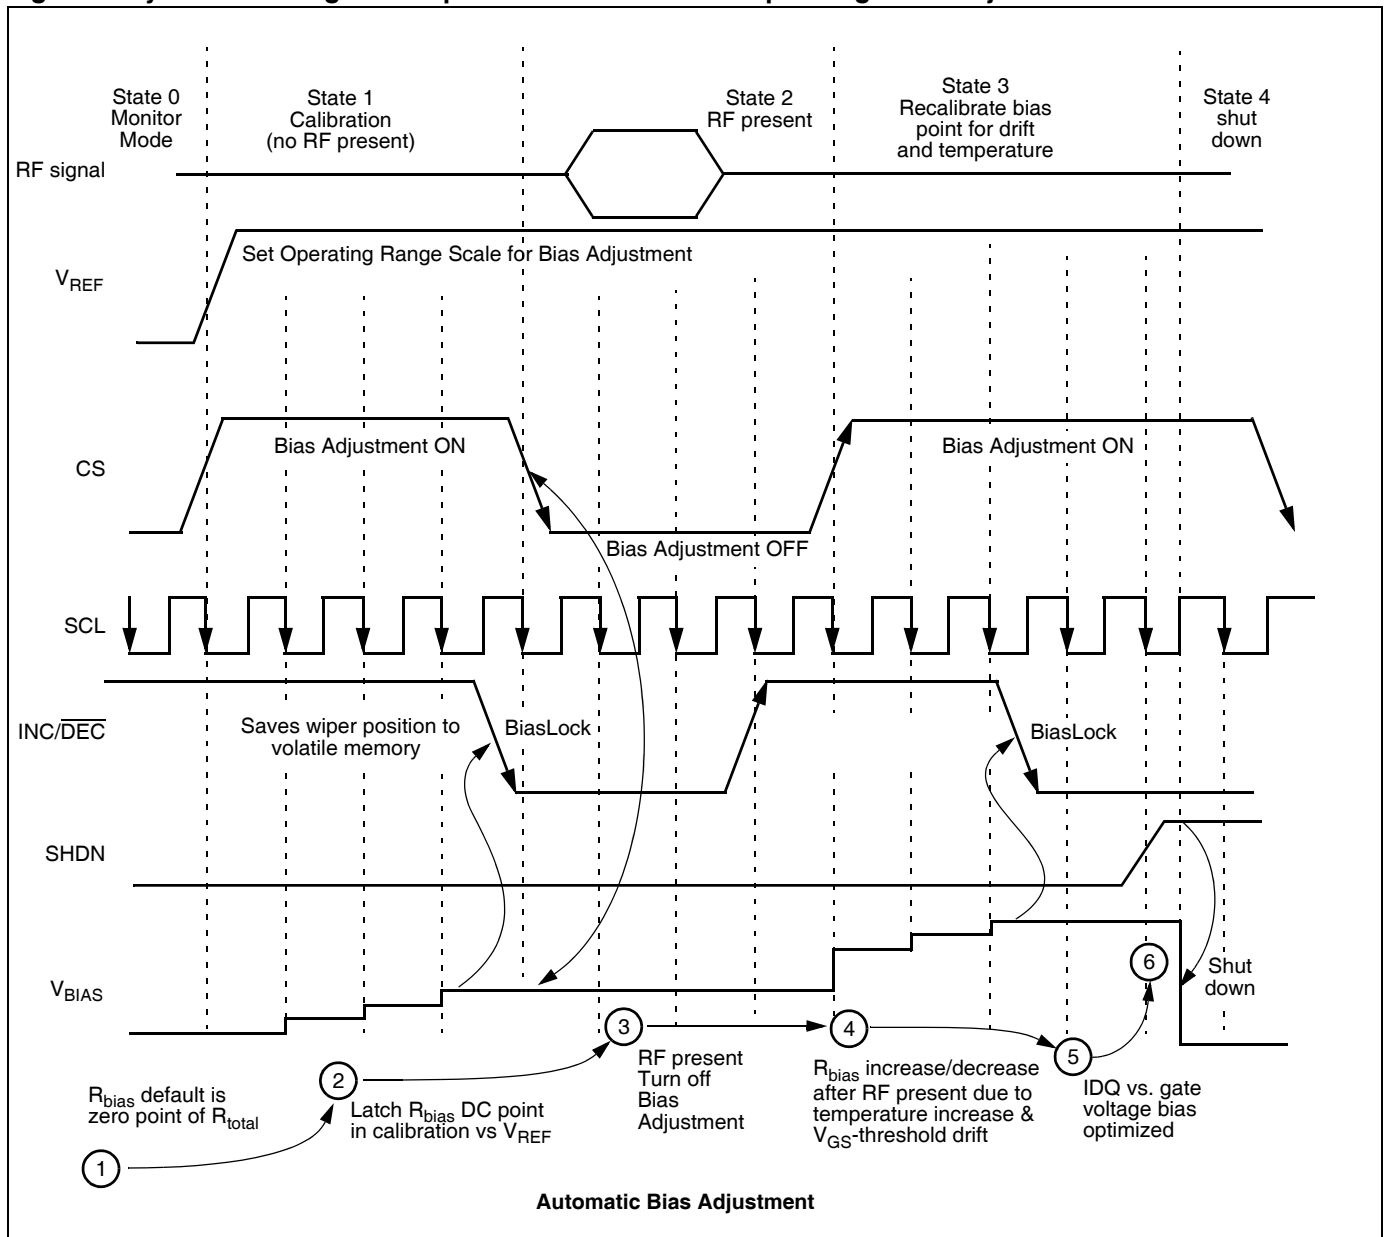 State 0
Monitor
Mode
State 1
Calibration
(no RF present)
State 2
RF present
State 3
Recalibrate bias
point for drift
and temperature
State 4
shut
down
RF signal
Set Operating Range Scale for Bias Adjustment
VREF
Bias Adjustment ON
Bias Adjustment ON
CS
Bias Adjustment OFF
SCL
INC/DEC
Saves wiper position to
volatile memory
BiasLock
BiasLock
SHDN
VBIAS
6
Shut
down
3
4
5
RF present
Turn off
Bias
Adjustment
Rbias increase/decrease
after RF present due to
temperature increase &
VGS-threshold drift
IDQ vs. gate
voltage bias
optimized
2
Rbias default is
zero point of Rtotal
Latch Rbias DC point
in calibration vs VREF
1
Automatic Bias Adjustment